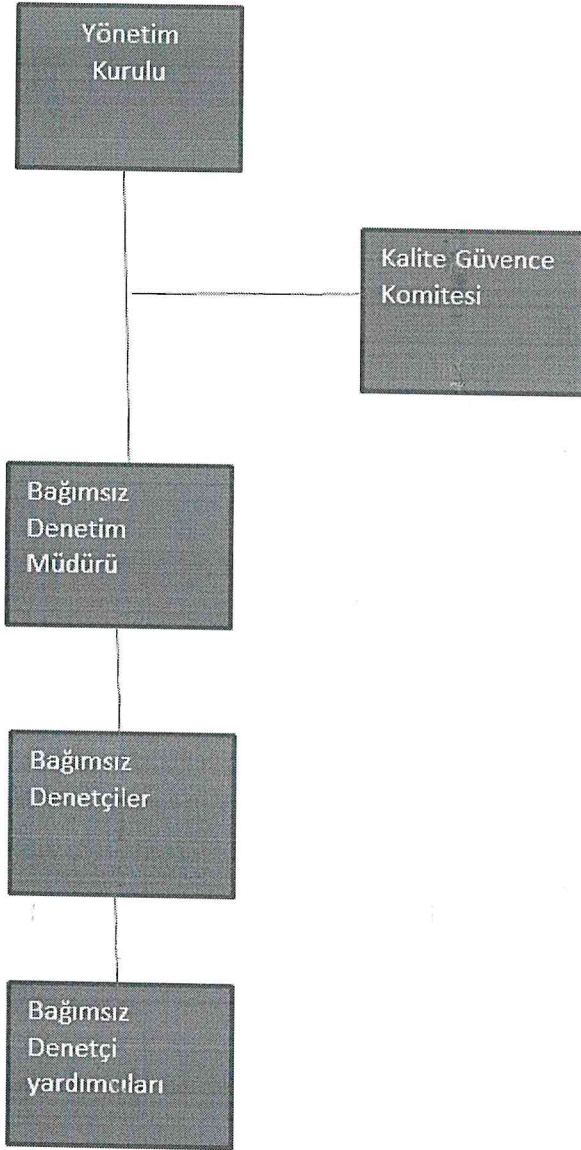 Yönetim
Kurulu
Kalite Güvence
Komitesi
Bağımsız
Denetim
Müdürü
Bağımsız
Denetçiler
Bağımsız
Denetçi
yardımcıları